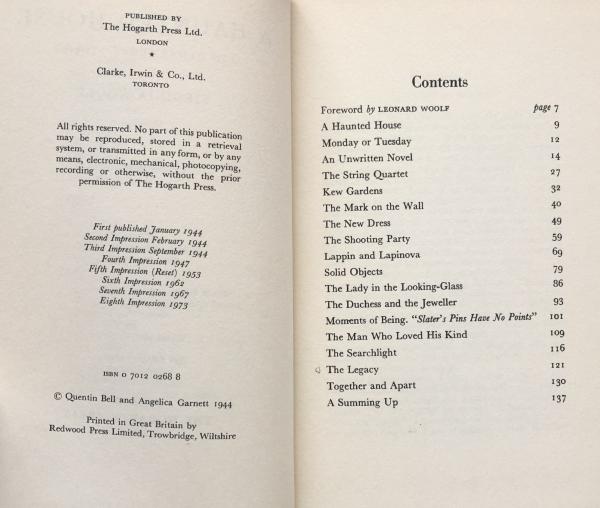 PUBLISHED BY
The Hogarth Press Ltd.
LONDON
*
Clarke, Irwin & Co., Ltd.
TORONTO
All rights reserved. No part of this publication
may be reproduced, stored in a retrieval
system, or transmitted in any form, or by any
means, electronic, mechanical, photocopying,
recording or otherwise, without the prior
permission of The Hogarth Press.
First published January 1944
Second Impression February 1944
Third Impression September 1944
Fourth Impression 1947
Fifth Impression (Reset) 1953
Sixth Impression 1962
Seventh Impression 1967
Eighth Impression 1973
ISBN 0 7012 0268 8
© Quentin Bell and Angelica Garnett 1944
Printed in Great Britain by
Redwood Press Limited, Trowbridge, Wiltshire
Contents
Foreword by LEONARD WOOLF page 7
A Haunted House 9
Monday or Tuesday 12
An Unwritten Novel 14
The String Quartet 27
Kew Gardens 32
The Mark on the Wall 40
The New Dress 49
The Shooting Party 59
Lappin and Lapinova 69
Solid Objects 79
The Lady in the Looking-Glass 86
The Duchess and the Jeweller 93
Moments of Being. "Slater's Pins Have No Points" 101
The Man Who Loved His Kind 109
The Searchlight 116
The Legacy 121
Together and Apart 130
A Summing Up 137